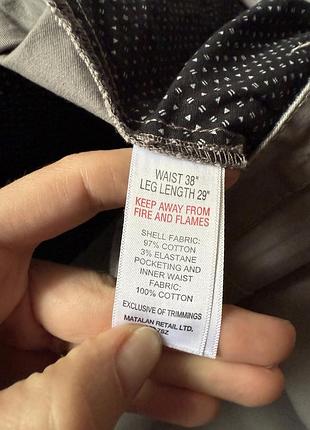 WAIST 38"
LEG LENGTH 29"
KEEP AWAY FROM
FIRE AND FLAMES
SHELL FABRIC:
97% COTTON
3% ELASTANE
POCKETING AND
INNER WAIST
FABRIC:
100% COTTON
EXCLUSIVE OF TRIMMINGS
MATALAN RETAIL LTD.
7SZ